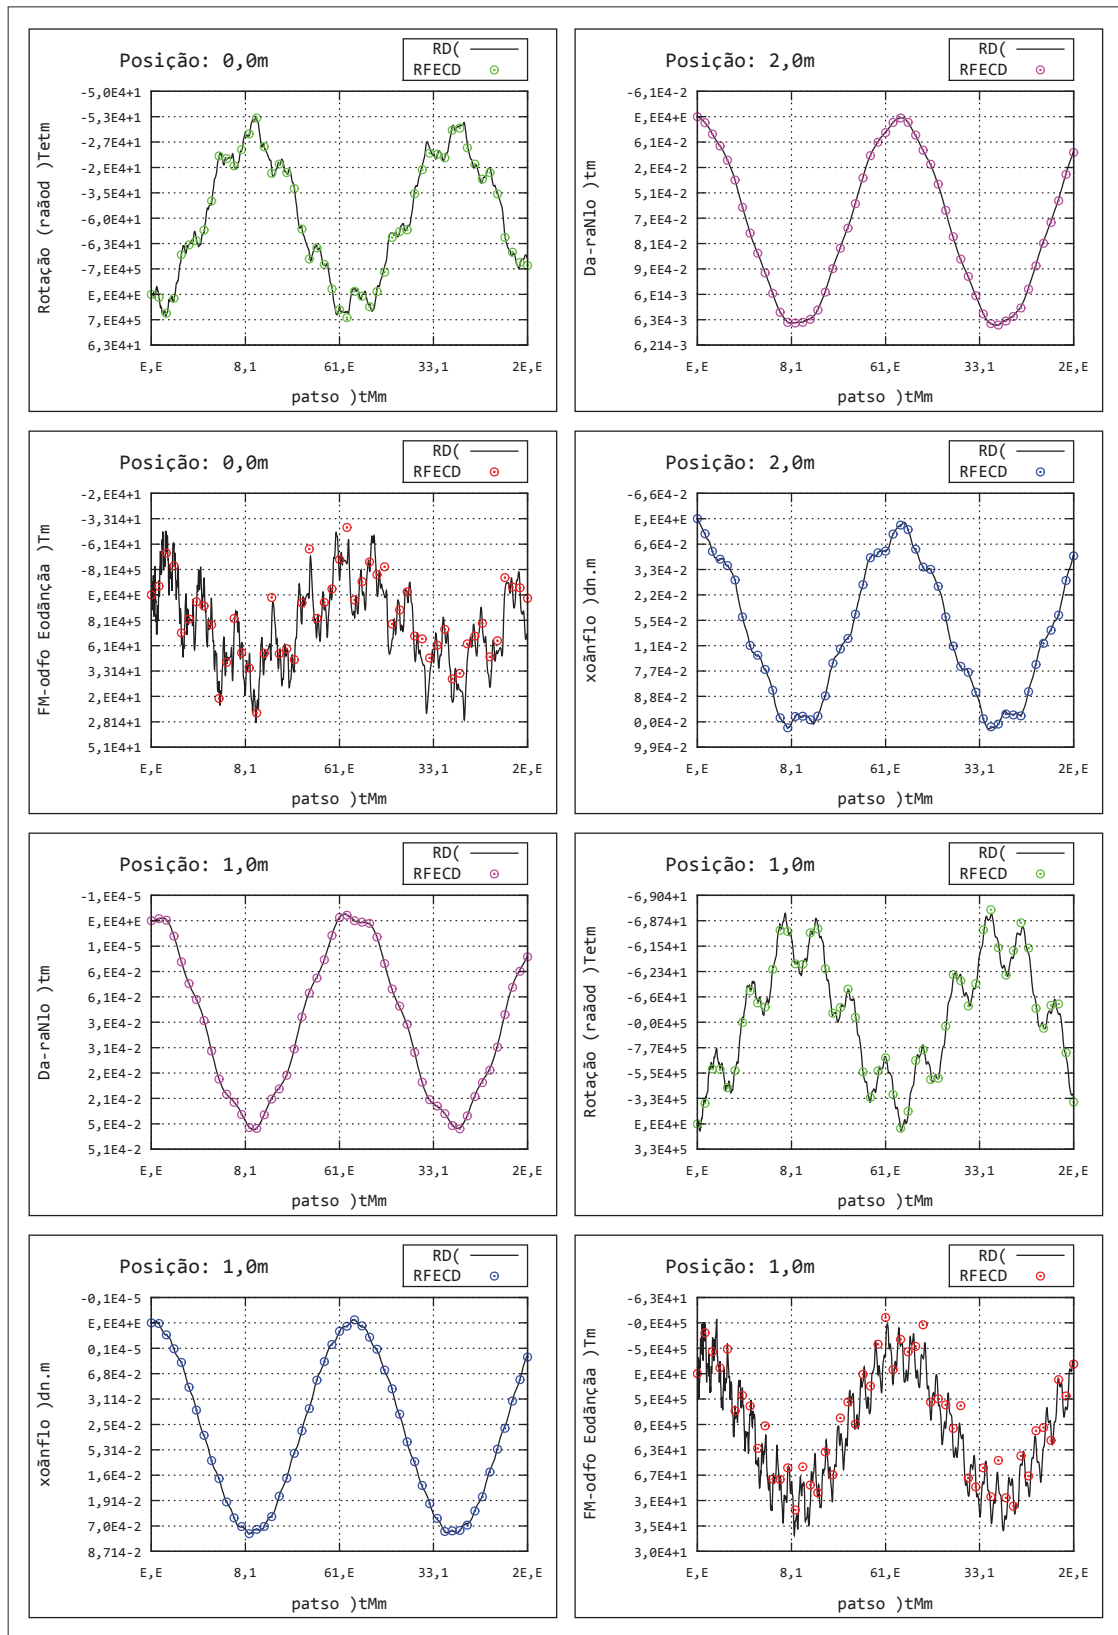 Posição: 0,0m
RD(
RFECD
-5,0E4+1
-5,3E4+1
-2,7E4+1
-2,E4+1
-3,5E4+1
-6,0E4+1
-6,3E4+1
-7,E4+5
E,E4+E
7,E4+5
6,3E4+1
Rotação (raãod )Tetm
E,E
8,1
61,E
33,1
2E,E
patso )tMm
Posição: 2,0m
RD(
RFECD
-6,1E4-2
E,E4+E
6,1E4-2
2,E4-2
5,1E4-2
7,E4-2
8,1E4-2
9,E4-2
6,14-3
6,3E4-3
6,214-3
Da-raNlo )tm
E,E
8,1
61,E
33,1
2E,E
patso )tMm
Posição: 0,0m
RD(
RFECD
-2,EE4+1
-3,314+1
-6,1E4+1
-8,1E4+5
E,EE4+E
8,1E4+5
6,1E4+1
3,314+1
2,EE4+1
2,814+1
5,1E4+1
FM-odfo Eodãnçãa )Tm
E,E
8,1
61,E
33,1
2E,E
patso )tMm
Posição: 2,0m
RD(
RFECD
-6,6E4-2
E,EE4+E
6,6E4-2
3,3E4-2
2,2E4-2
5,5E4-2
1,7E4-2
7,7E4-2
8,8E4-2
0,0E4-2
9,9E4-2
xoãnflo )dn.m
E,E
8,1
61,E
33,1
2E,E
patso )tMm
Posição: 1,0m
RD(
RFECD
-1,EE4-5
E,EE4+E
1,EE4-5
6,EE4-2
6,1E4-2
3,EE4-2
3,1E4-2
2,EE4-2
2,1E4-2
5,EE4-2
5,1E4-2
Da-raNlo )tm
E,E
8,1
61,E
33,1
2E,E
patso )tMm
Posição: 1,0m
RD(
RFECD
-6,904+1
-6,874+1
-6,154+1
-6,234+1
-6,6E4+1
-0,0E4+5
-7,7E4+5
-5,5E4+5
-3,3E4+5
E,EE4+E
3,3E4+5
Rotação (raãod )Tetm
E,E
8,1
61,E
33,1
2E,E
patso )tMm
Posição: 1,0m
RD(
RFECD
-0,1E4-5
E,EE4+E
0,1E4-5
6,8E4-2
3,114-2
2,5E4-2
5,314-2
1,6E4-2
1,914-2
7,0E4-2
8,714-2
xoãnflo )dn.m
E,E
8,1
61,E
33,1
2E,E
patso )tMm
Posição: 1,0m
RD(
RFECD
-6,3E4+1
-0,EE4+5
-5,EE4+5
E,EE4+E
5,EE4+5
0,EE4+5
6,3E4+1
6,7E4+1
3,EE4+1
3,5E4+1
3,0E4+1
FM-odfo Eodãnçãa )Tm
E,E
8,1
61,E
33,1
2E,E
patso )tMm